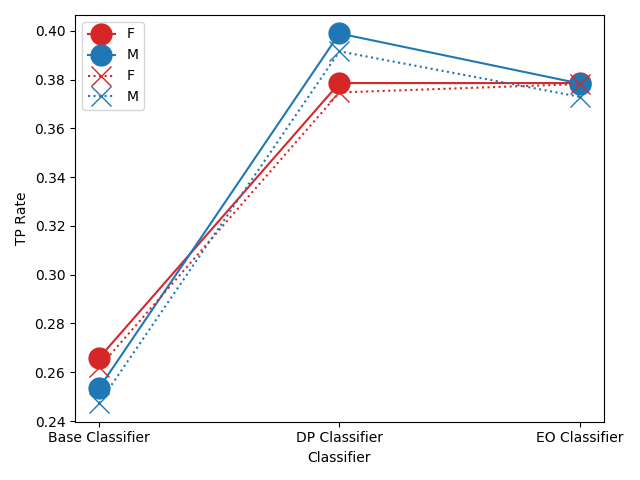 0.40
0.38
0.36
0.34
0.32
0.30
0.28
0.26
0.24
TP Rate
F
M
F
M
Base Classifier
DP Classifier
EO Classifier
Classifier